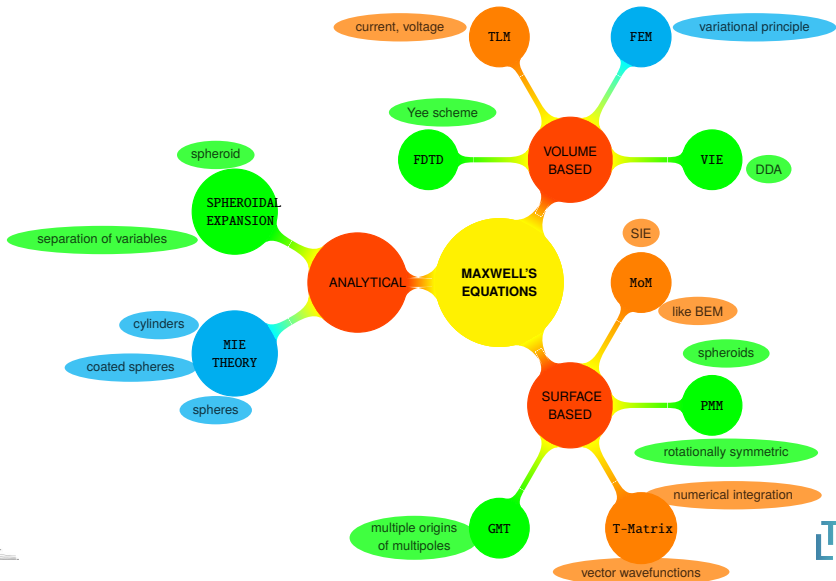 current, voltage
TLM
FEM
variational principle
Yee scheme
FDTD
VOLUME
BASED
VIE
DDA
spheroid
SPHEROIDAL
EXPANSION
separation of variables
ANALYTICAL
MAXWELL'S
EQUATIONS
SIE
MoM
like BEM
cylinders
MIE
THEORY
coated spheres
spheres
spheroids
SURFACE
BASED
PMM
rotationally symmetric
numerical integration
multiple origins
of multipoles
GMT
T-Matrix
vector wavefunctions